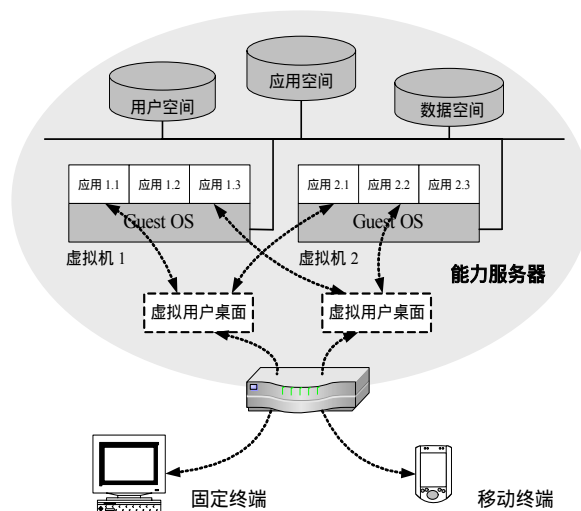 应用空间
用户空间
数据空间
应用 1.1 应用 1.2 应用 1.3 应用 2.1 应用 2.2 应用 2.3
Guest OS Guest OS
虚拟机 1 虚拟机 2
能力服务器
虚拟用户桌面 虚拟用户桌面
固定终端 移动终端